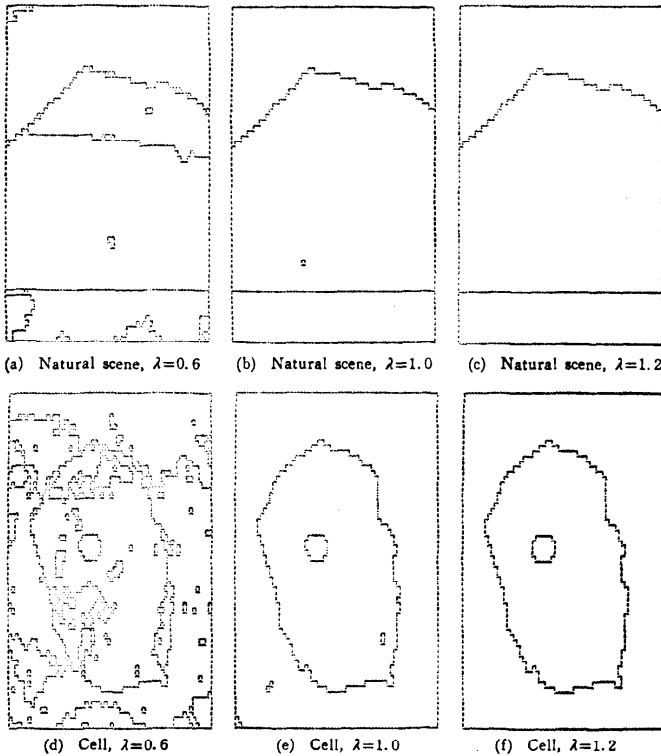 (a) Natural scene, λ=0.6
(b) Natural scene, λ=1.0
(c) Natural scene, λ=1.2
(d) Cell, λ=0.6
(e) Cell, λ=1.0
(f) Cell, λ=1.2